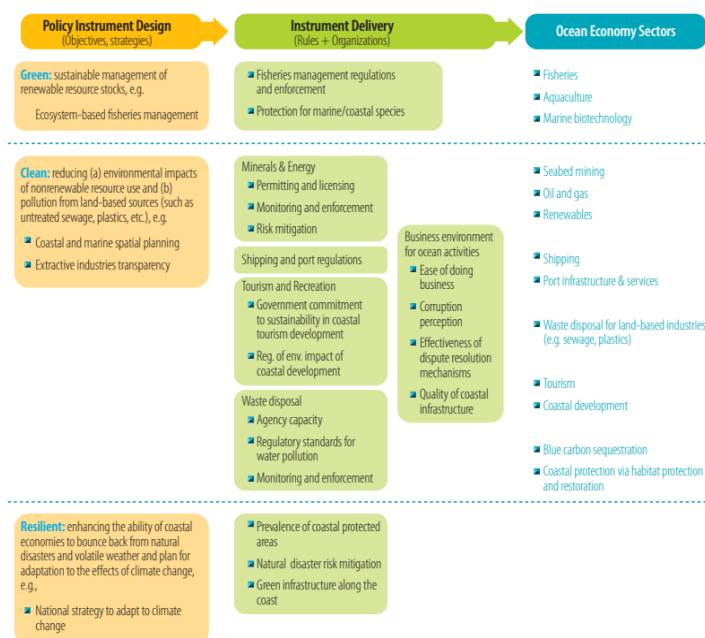 Policy Instrument Design
(Objectives, strategies)
Instrument Delivery
(Rules + Organizations)
Ocean Economy Sectors
Green: sustainable management of
renewable resource stocks, e.g.
Ecosystem-based fisheries management
Fisheries management regulations
and enforcement
Protection for marine/coastal species
Fisheries
Aquaculture
Marine biotechnology
Clean: reducing (a) environmental impacts
of nonrenewable resource use and (b)
pollution from land-based sources (such as
untreated sewage, plastics, etc.), e.g.
Coastal and marine spatial planning
Extractive industries transparency
Minerals & Energy
Permitting and licensing
Monitoring and enforcement
Risk mitigation
Shipping and port regulations
Tourism and Recreation
Government commitment
to sustainability in coastal
tourism development
Reg. of env. impact of
coastal development
Waste disposal
Agency capacity
Regulatory standards for
water pollution
Monitoring and enforcement
Business environment
for ocean activities
Ease of doing
business
Corruption
perception
Effectiveness of
dispute resolution
mechanisms
Quality of coastal
infrastructure
Seabed mining
Oil and gas
Renewables
Shipping
Port infrastructure & services
Waste disposal for land-based industries
(e.g. sewage, plastics)
Tourism
Coastal development
Blue carbon sequestration
Coastal protection via habitat protection
and restoration
Resilient: enhancing the ability of coastal
economies to bounce back from natural
disasters and volatile weather and plan for
adaptation to the effects of climate change,
e.g.,
National strategy to adapt to climate
change
Prevalence of coastal protected
areas
Natural disaster risk mitigation
Green infrastructure along the
coast